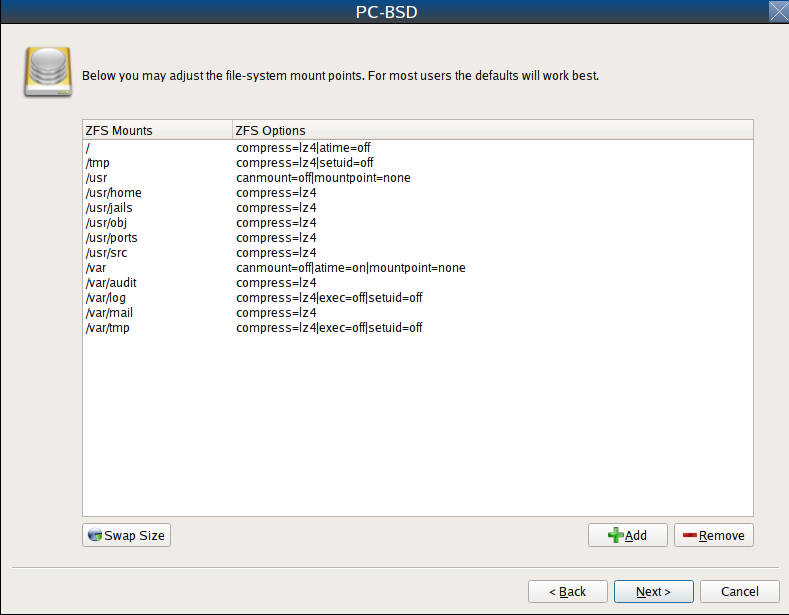 PC-BSD
Below you may adjust the file-system mount points. For most users the defaults will work best.
ZFS Mounts ZFS Options
/ compress=lz4|atime=off
/tmp compress=lz4|setuid=off
/usr canmount=off|mountpoint=none
/usr/home compress=lz4
/usr/jails compress=lz4
/usr/obj compress=lz4
/usr/ports compress=lz4
/usr/src compress=lz4
/var canmount=off|atime=on|mountpoint=none
/var/audit compress=lz4
/var/log compress=lz4|exec=off|setuid=off
/var/mail compress=lz4
/var/tmp compress=lz4|exec=off|setuid=off
Swap Size Add Remove
< Back Next > Cancel